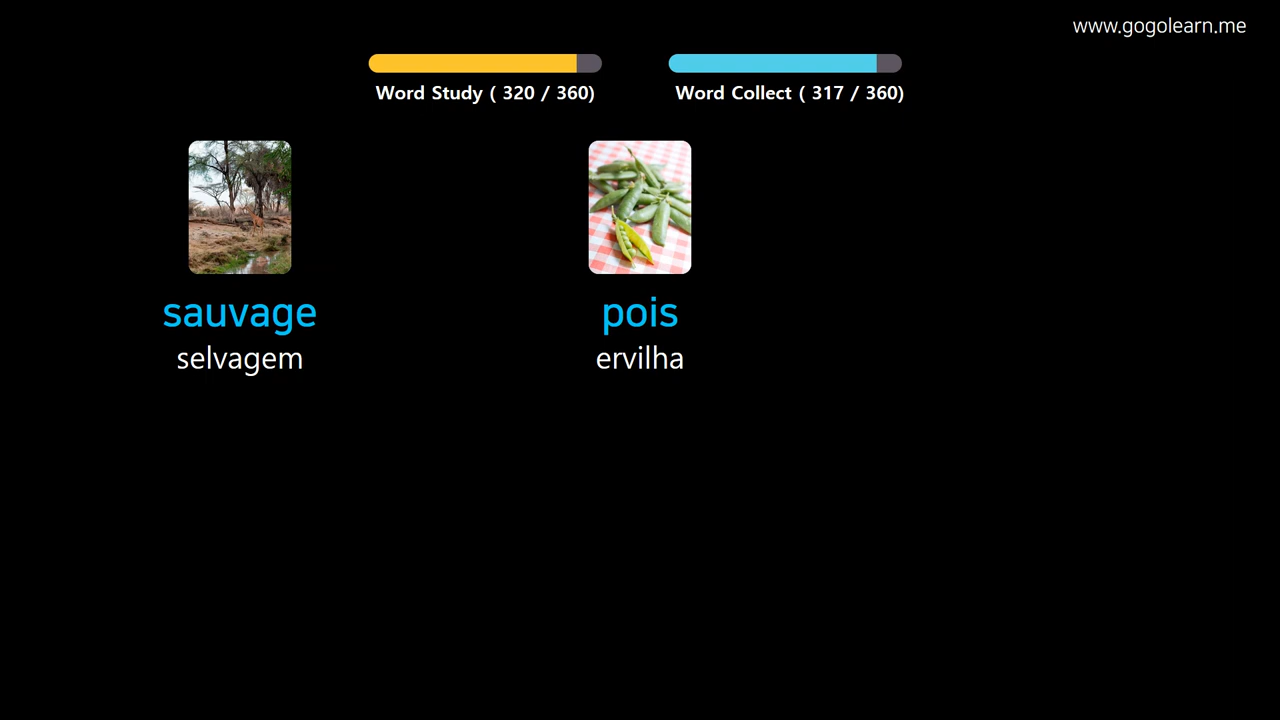 www.gogolearn.me
Word Study ( 320 / 360)
Word Collect ( 317 / 360)
sauvage
selvagem
pois
ervilha